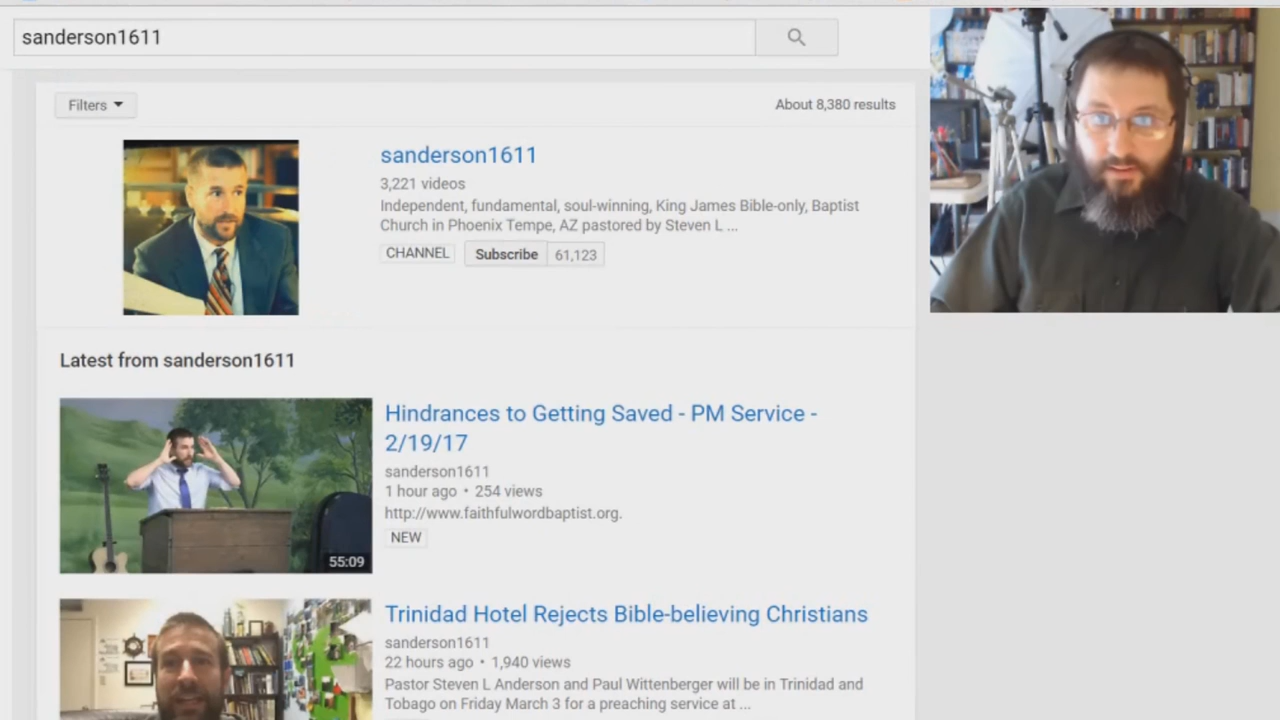 sanderson1611
Filters
About 8,380 results
sanderson1611
3,221 videos
Independent, fundamental, soul-winning, King James Bible-only, Baptist
Church in Phoenix Tempe, AZ pastored by Steven L ...
CHANNEL
Subscribe 61,123
Latest from sanderson1611
Hindrances to Getting Saved - PM Service -
2/19/17
sanderson1611
1 hour ago • 254 views
http://www.faithfulwordbaptist.org.
NEW
55:09
Trinidad Hotel Rejects Bible-believing Christians
sanderson1611
22 hours ago • 1,940 views
Pastor Steven L Anderson and Paul Wittenberger will be in Trinidad and
Tobago on Friday March 3 for a preaching service at ...